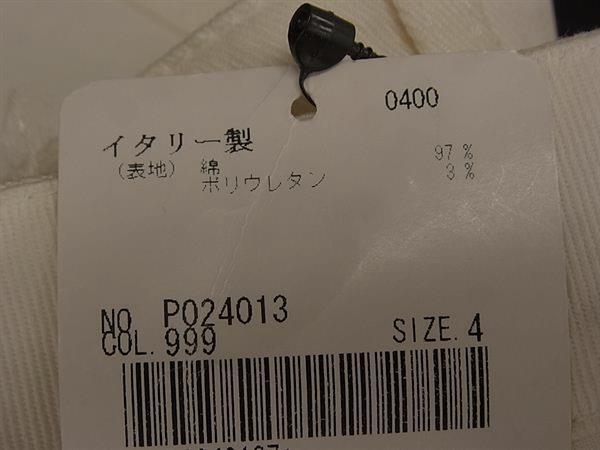 0400
イタリー製
(表地) 綿 97 %
ポリウレタン 3 %
NO P024013
COL. 999 SIZE. 4